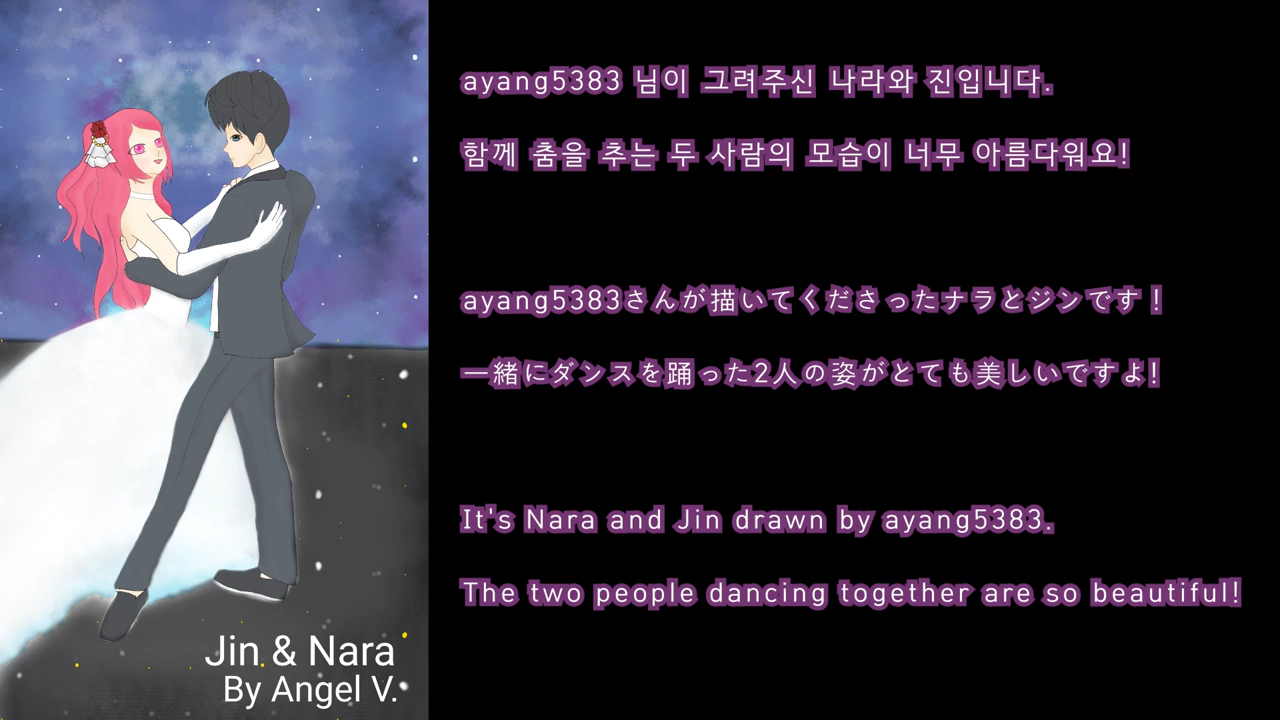 Jin & Nara
By Angel V.
ayang5383 님이 그려주신 나라와 진입니다.
함께 춤을 추는 두 사람의 모습이 너무 아름다워요!
ayang5383さんが描いてくださったナラとジンです！
一緒にダンスを踊った2人の姿がとても美しいですよ!
It's Nara and Jin drawn by ayang5383.
The two people dancing together are so beautiful!